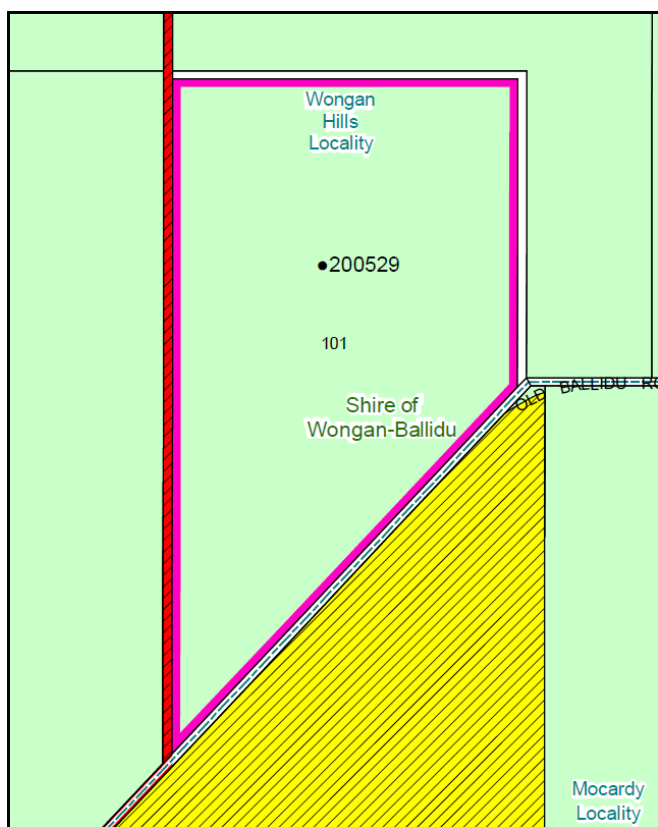 Wongan
Hills
Locality
●200529
101
OLD BALLIDU RO
Shire of
Wongan-Ballidu
Mocardy
Locality